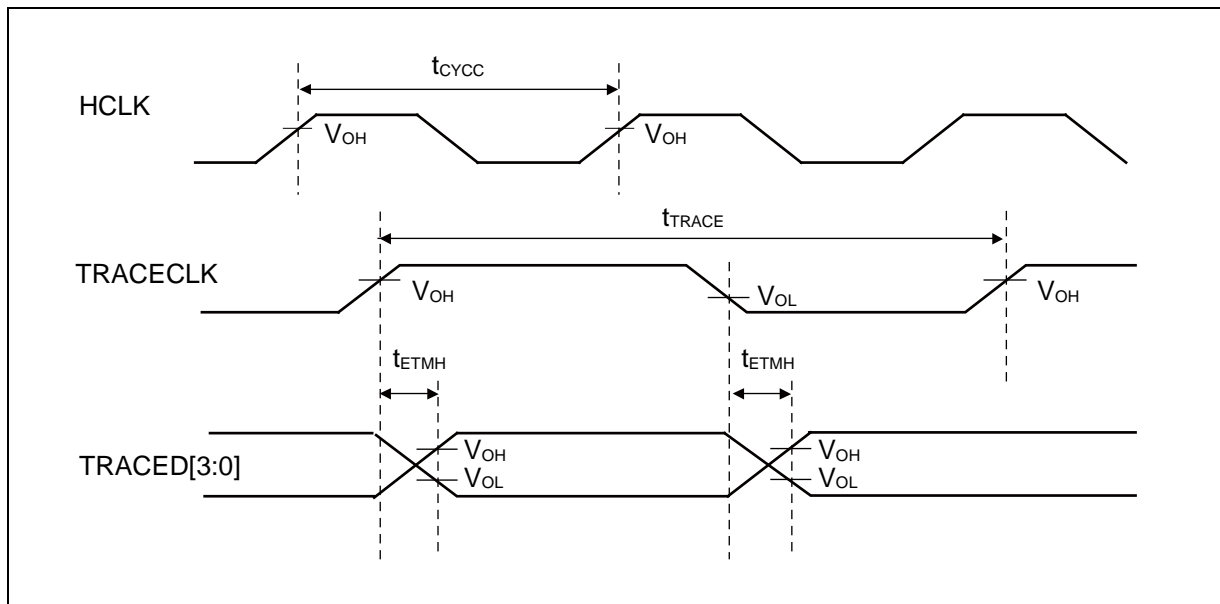 tCYCC
HCLK
VOH
VOH
tTRACE
TRACECLK
VOH
VOL
VOH
tETMH
tETMH
TRACED[3:0]
VOH
VOH
VOL
VOL